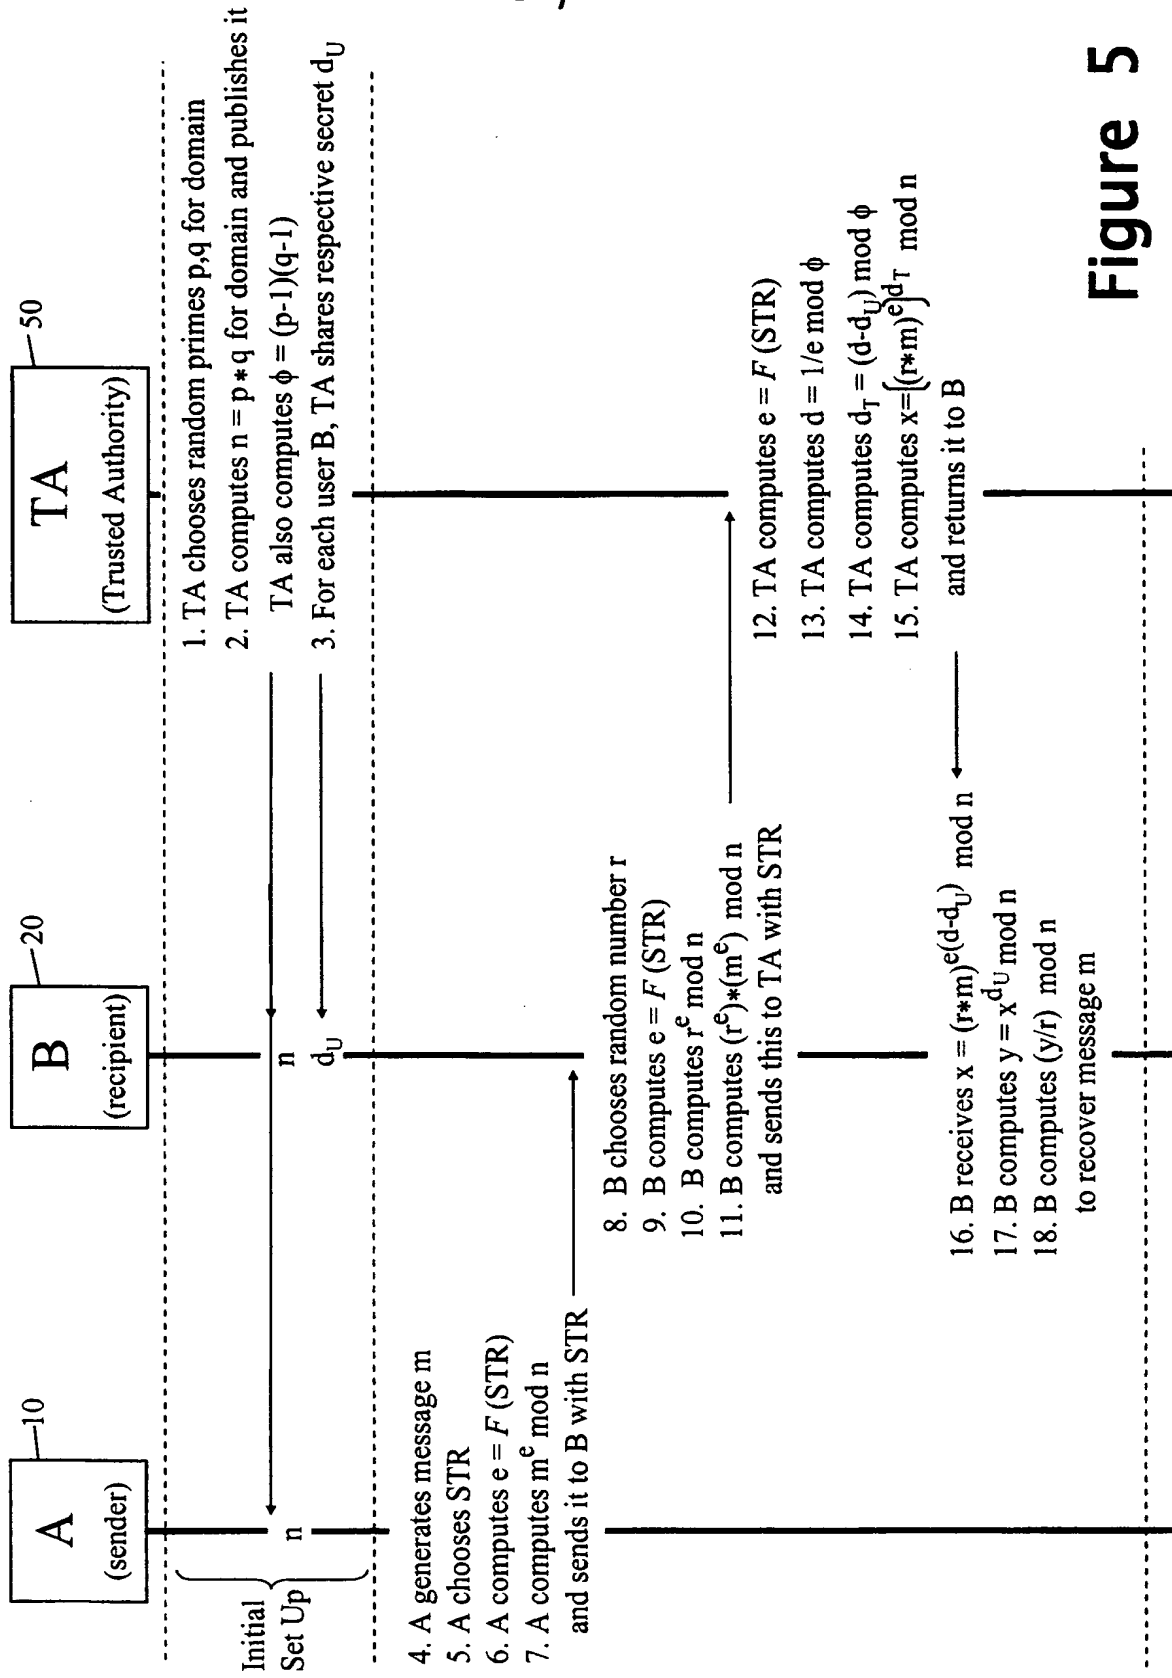 A
(sender)
10
B
(recipient)
20
TA
(Trusted Authority)
50
Initial
Set Up
1. TA chooses random primes p,q for domain
2. TA computes n = p*q for domain and publishes it
TA also computes ϕ = (p-1)(q-1)
3. For each user B, TA shares respective secret d_U
n
n
d_U
4. A generates message m
5. A chooses STR
6. A computes e = F (STR)
7. A computes m^e mod n
and sends it to B with STR
8. B chooses random number r
9. B computes e = F (STR)
10. B computes r^e mod n
11. B computes (r^e)*(m^e) mod n
and sends this to TA with STR
12. TA computes e = F (STR)
13. TA computes d = 1/e mod ϕ
14. TA computes d_T = (d-d_U) mod ϕ
15. TA computes x={(r*m)^e}^d_T mod n
and returns it to B
16. B receives x = (r*m)^e(d-d_U) mod n
17. B computes y = x^d_U mod n
18. B computes (y/r) mod n
to recover message m
Figure 5